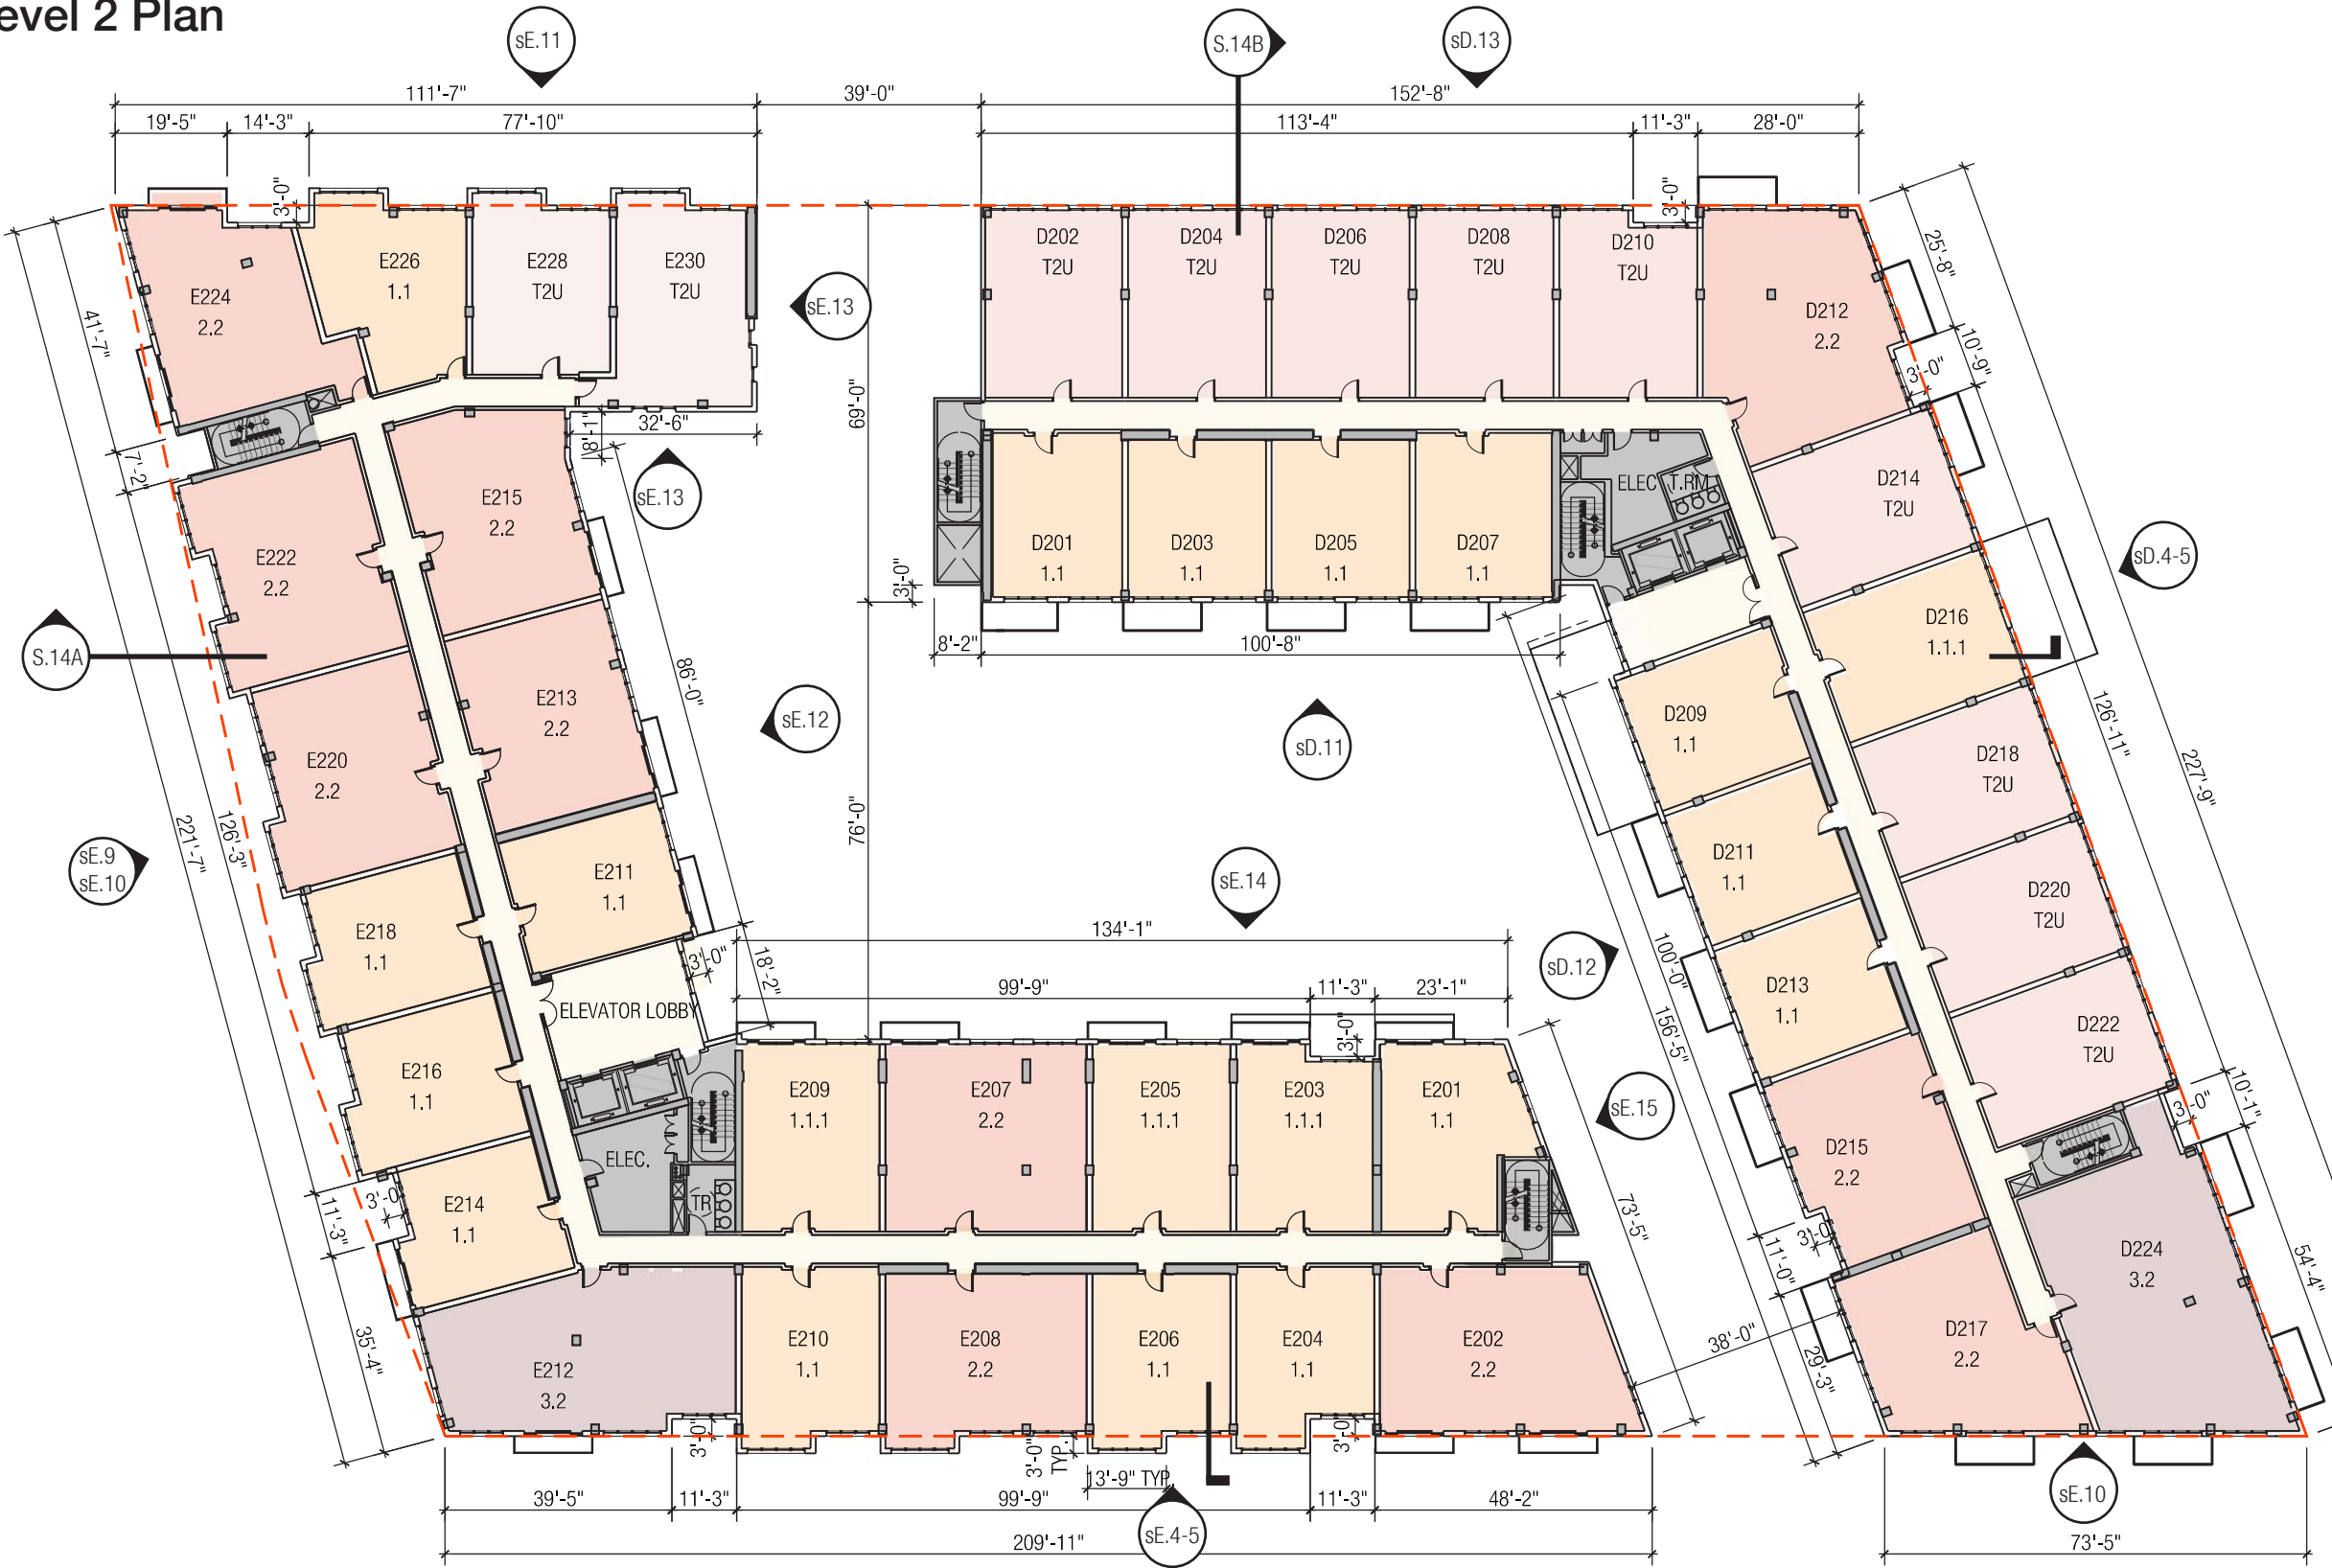 evel 2 Plan
sE.11
S.14B
sD.13
111'-7"
39'-0"
152'-8"
19'-5"
14'-3"
77'-10"
113'-4"
11'-3"
28'-0"
3'-0"
3'-0"
E224
2.2
E226
1.1
E228
T2U
E230
T2U
sE.13
D202
T2U
D204
T2U
D206
T2U
D208
T2U
D210
T2U
D212
2.2
25'-8"
10'-9"
3'-0"
41'-7"
7'-2"
69'-0"
32'-6"
8'-1"
sE.13
E215
2.2
E222
2.2
D201
1.1
D203
1.1
D205
1.1
D207
1.1
ELEC
T.RM
D214
T2U
sD.4-5
3'-0"
8'-2"
100'-8"
S.14A
D216
1.1.1
E213
2.2
86'-0"
sE.12
sD.11
D209
1.1
126'-11"
227'-9"
E220
2.2
D218
T2U
221'-7"
126'-3"
76'-0"
sE.9
sE.10
E211
1.1
sE.14
D211
1.1
D220
T2U
E218
1.1
134'-1"
3'-0"
18'-2"
sD.12
100'-0"
156'-5"
99'-9"
11'-3"
23'-1"
D213
1.1
ELEVATOR LOBBY
D222
T2U
3'-0"
E216
1.1
E209
1.1.1
E207
2.2
E205
1.1.1
E203
1.1.1
E201
1.1
sE.15
10'-1"
3'-0"
ELEC.
TR
D215
2.2
73'-5"
3'-0"
11'-3"
E214
1.1
3'-0"
11'-0"
D224
3.2
54'-4"
35'-4"
E212
3.2
E210
1.1
E208
2.2
E206
1.1
E204
1.1
E202
2.2
38'-0"
29'-3"
D217
2.2
3'-0"
3'-0"
TYP.
3'-0
13'-9" TYP.
39'-5"
11'-3"
99'-9"
11'-3"
48'-2"
sE.10
209'-11"
sE.4-5
73'-5"